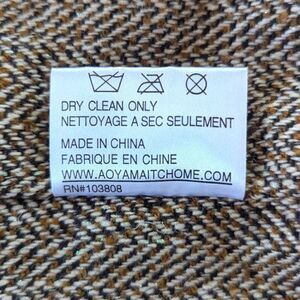 DRY CLEAN ONLY
NETTOYAGE A SEC SEULEMENT
MADE IN CHINA
FABRIQUE EN CHINE
WWW.AOYAMAITCHOME.COM
RN#103808